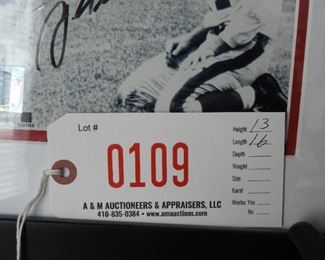 Lot #
0109
Height 13
Length 16
Depth
Weight
Size
Karat
Works Yes
No
A & M AUCTIONEERS & APPRAISERS, LLC
410-835-0384 • www.amauctions.com